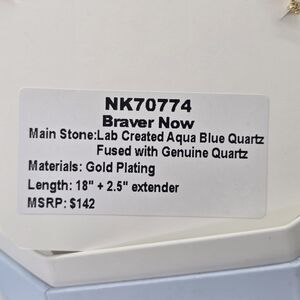 NK70774
Braver Now
Main Stone:Lab Created Aqua Blue Quartz
Fused with Genuine Quartz
Materials: Gold Plating
Length: 18" + 2.5" extender
MSRP: $142